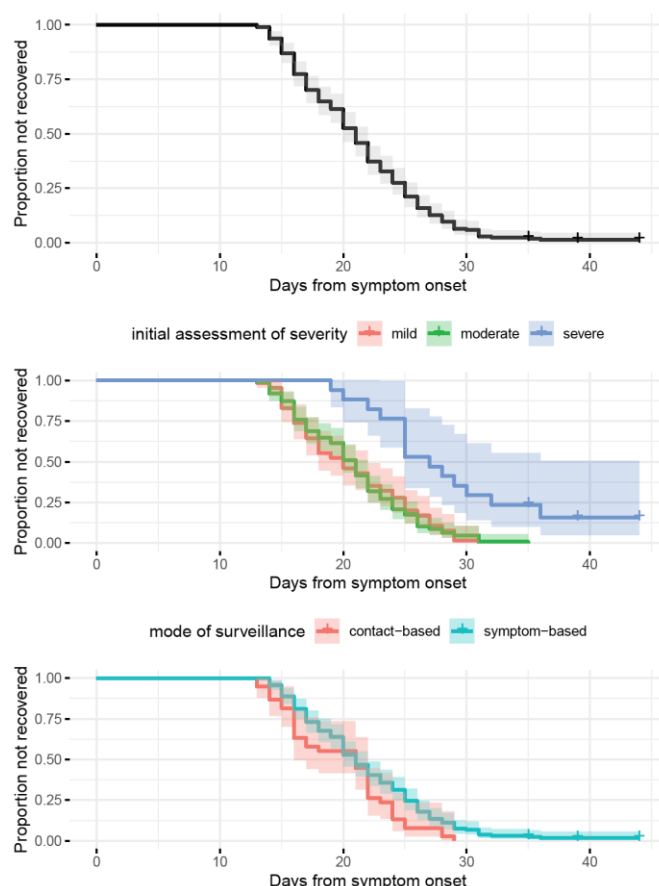 1.00
0.75
0.50
0.25
0.00
Proportion not recovered
0 10 20 30 40
Days from symptom onset
initial assessment of severity mild moderate severe
1.00
0.75
0.50
0.25
0.00
Proportion not recovered
0 10 20 30 40
Days from symptom onset
mode of surveillance contact-based symptom-based
1.00
0.75
0.50
0.25
0.00
Proportion not recovered
0 10 20 30 40
Days from symptom onset